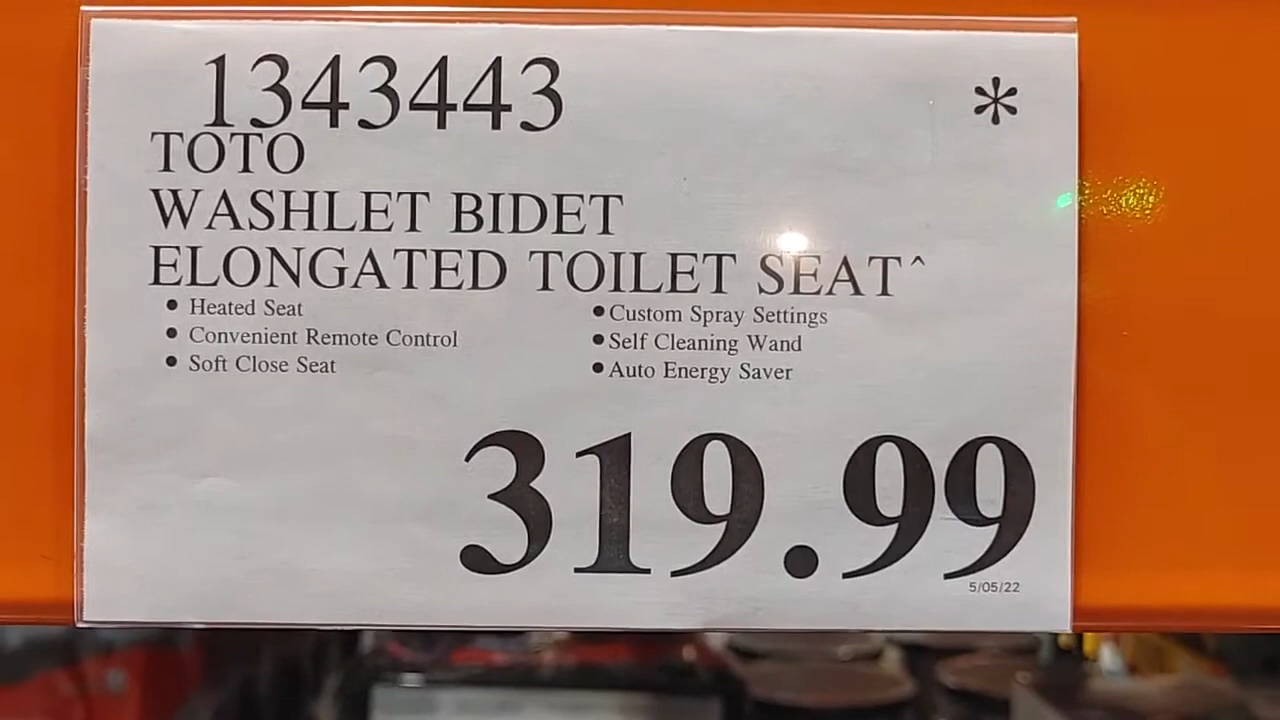 1343443
*
TOTO
WASHLET BIDET
ELONGATED TOILET SEAT^
• Heated Seat
• Convenient Remote Control
• Soft Close Seat
• Custom Spray Settings
• Self Cleaning Wand
• Auto Energy Saver
319.99
5/05/22